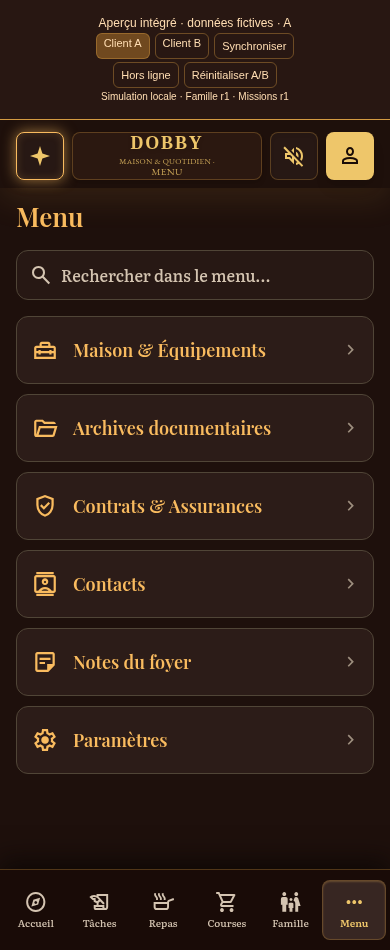 Aperçu intégré · données fictives · A
Client A
Client B
Synchroniser
Hors ligne
Réinitialiser A/B
Simulation locale · Famille r1 · Missions r1
DOBBY
MAISON & QUOTIDIEN ·
MENU
Menu
Rechercher dans le menu...
Maison & Équipements
Archives documentaires
Contrats & Assurances
Contacts
Notes du foyer
Paramètres
Accueil
Tâches
Repas
Courses
Famille
Menu